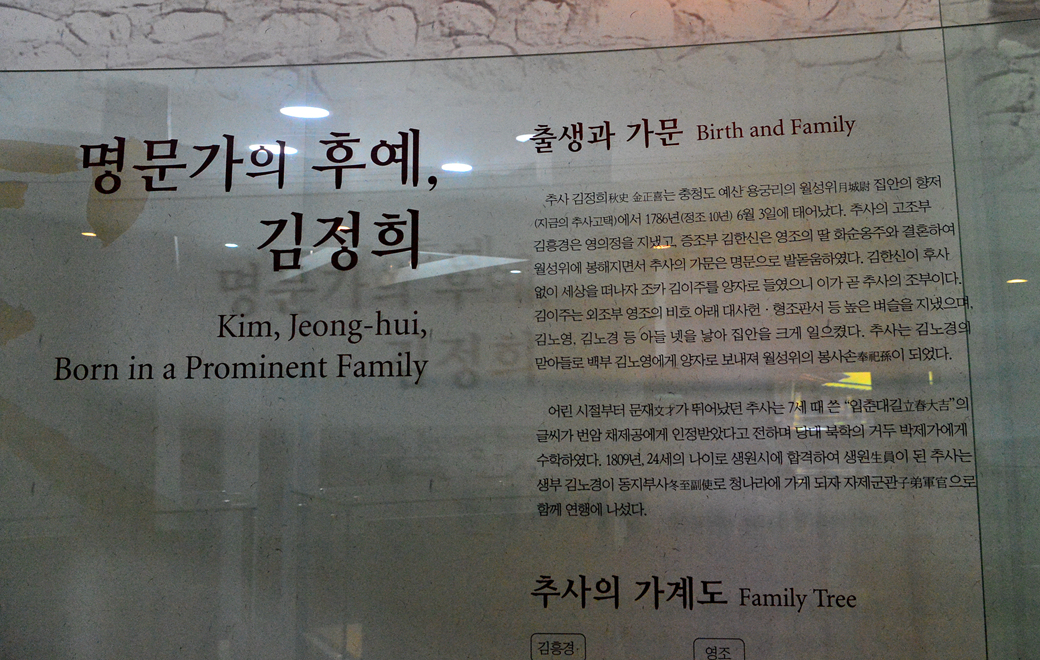 명문가의 후예,
김정희
Kim, Jeong-hui,
Born in a Prominent Family
출생과 가문 Birth and Family
추사 김정희秋史 金正喜는 충청도 예산 용궁리의 월성위月城尉 집안의 향저
(지금의 추사고택)에서 1786년(정조 10년) 6월 3일에 태어났다. 추사의 고조부
김흥경은 영의정을 지냈고, 증조부 김한신은 영조의 딸 화순옹주와 결혼하여
월성위에 봉해지면서 추사의 가문은 명문으로 발돋움하였다. 김한신이 후사
없이 세상을 떠나자 조카 김이주를 양자로 들였으니 이가 곧 추사의 조부이다.
김이주는 외조부 영조의 비호 아래 대사헌 · 형조판서 등 높은 벼슬을 지냈으며,
김노영, 김노경 등 아들 넷을 낳아 집안을 크게 일으켰다. 추사는 김노경의
맏아들로 백부 김노영에게 양자로 보내져 월성위의 봉사손奉祀孫이 되었다.
어린 시절부터 문재文才가 뛰어났던 추사는 7세 때 쓴 “입춘대길立春大吉”의
글씨가 번암 채제공에게 인정받았다고 전하며 당대 북학의 거두 박제가에게
수학하였다. 1809년, 24세의 나이로 생원시에 합격하여 생원生員이 된 추사는
생부 김노경이 동지부사冬至副使로 청나라에 가게 되자 자제군관子弟軍官으로
함께 연행에 나섰다.
추사의 가계도 Family Tree
김흥경
영조